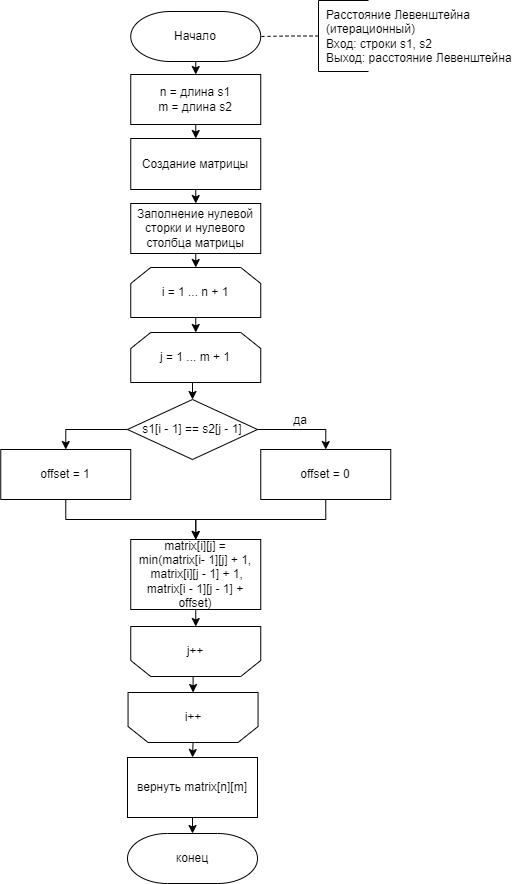 Начало
Расстояние Левенштейна
(итерационный)
Вход: строки s1, s2
Выход: расстояние Левенштейна
n = длина s1
m = длина s2
Создание матрицы
Заполнение нулевой
сторки и нулевого
столбца матрицы
i = 1 ... n + 1
j = 1 ... m + 1
s1[i - 1] == s2[j - 1]
да
offset = 1
offset = 0
matrix[i][j] =
min(matrix[i- 1][j] + 1,
matrix[i][j - 1] + 1,
matrix[i - 1][j - 1] +
offset)
j++
i++
вернуть matrix[n][m]
конец